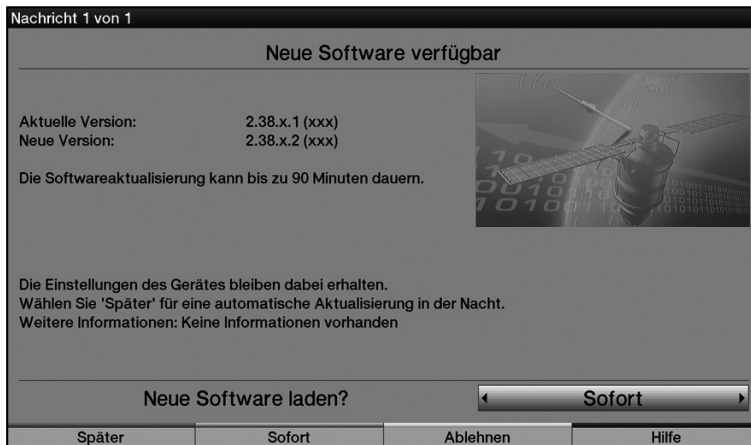 Nachricht 1 von 1
Neue Software verfügbar
Aktuelle Version: 2.38.x.1 (xxx)
Neue Version: 2.38.x.2 (xxx)
Die Softwareaktualisierung kann bis zu 90 Minuten dauern.
Die Einstellungen des Gerätes bleiben dabei erhalten.
Wählen Sie 'Später' für eine automatische Aktualisierung in der Nacht.
Weitere Informationen: Keine Informationen vorhanden
Neue Software laden? Sofort
Später Sofort Ablehnen Hilfe